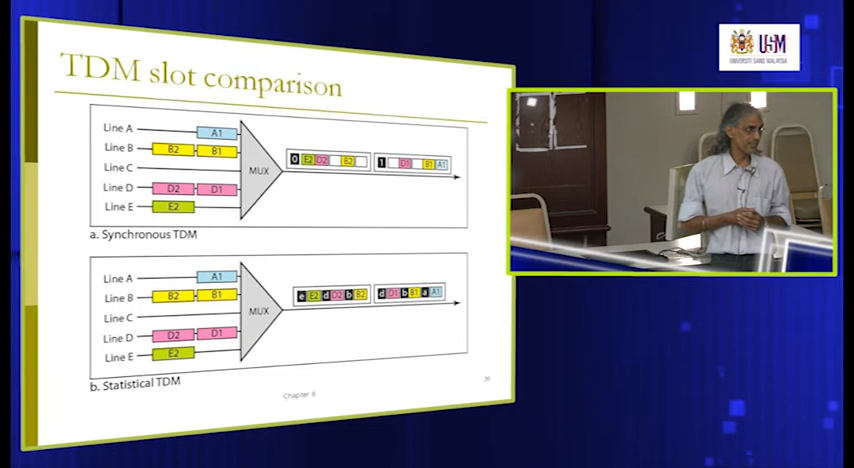 TDM slot comparison
Line A
A1
Line B
B2
B1
MUX
0
E2
D2
B2
1
D1
B1
A1
Line C
Line D
D2
D1
Line E
E2
a. Synchronous TDM
Line A
A1
Line B
B2
B1
MUX
e
E2
d
D2
b
B2
d
D1
b
B1
a
A1
Line C
Line D
D2
D1
Line E
E2
b. Statistical TDM
Chapter 6
36
USM
UNIVERSITI SAINS MALAYSIA